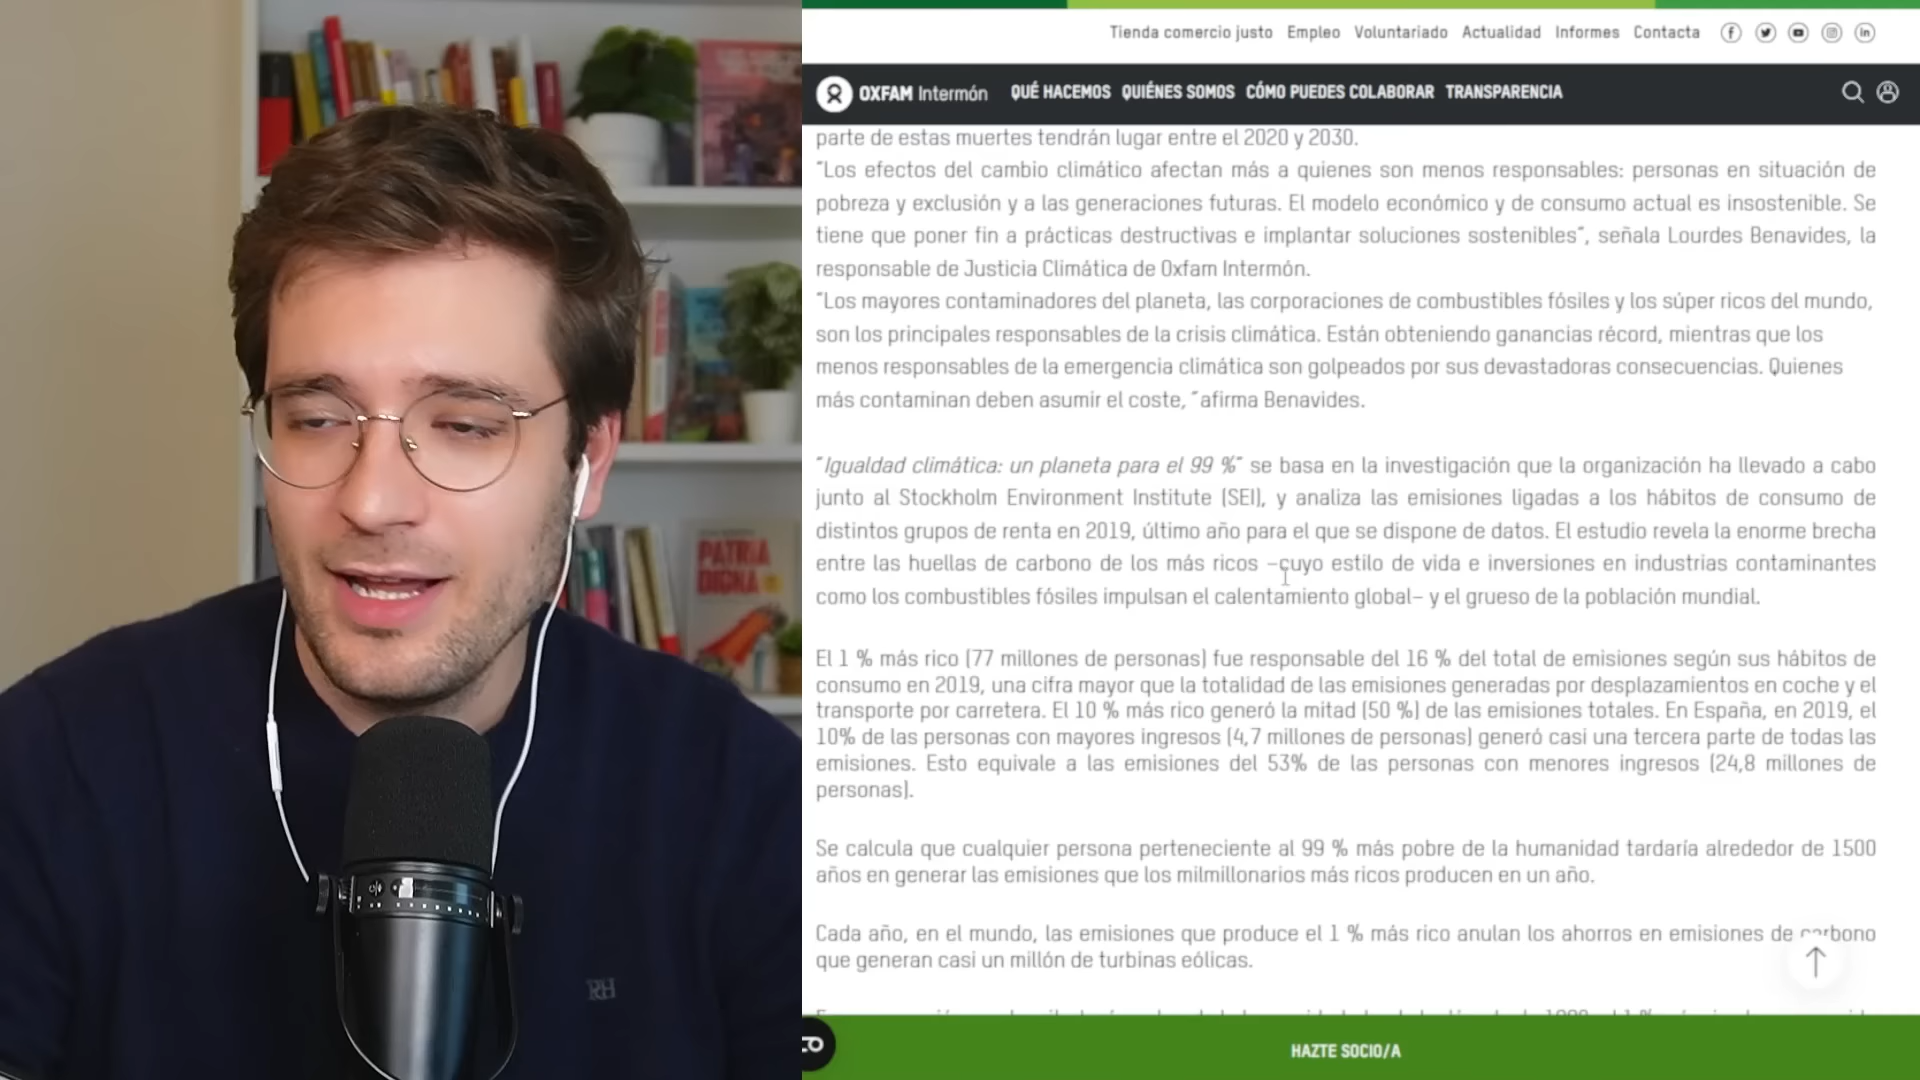 Tienda comercio justo Empleo Voluntariado Actualidad Informes Contacta
OXFAM Intermón QUÉ HACEMOS QUIÉNES SOMOS CÓMO PUEDES COLABORAR TRANSPARENCIA
parte de estas muertes tendrán lugar entre el 2020 y 2030.
“Los efectos del cambio climático afectan más a quienes son menos responsables: personas en situación de
pobreza y exclusión y a las generaciones futuras. El modelo económico y de consumo actual es insostenible. Se
tiene que poner fin a prácticas destructivas e implantar soluciones sostenibles”, señala Lourdes Benavides, la
responsable de Justicia Climática de Oxfam Intermón.
“Los mayores contaminadores del planeta, las corporaciones de combustibles fósiles y los súper ricos del mundo,
son los principales responsables de la crisis climática. Están obteniendo ganancias récord, mientras que los
menos responsables de la emergencia climática son golpeados por sus devastadoras consecuencias. Quienes
más contaminan deben asumir el coste, “afirma Benavides.
“Igualdad climática: un planeta para el 99 %” se basa en la investigación que la organización ha llevado a cabo
junto al Stockholm Environment Institute (SEI), y analiza las emisiones ligadas a los hábitos de consumo de
distintos grupos de renta en 2019, último año para el que se dispone de datos. El estudio revela la enorme brecha
entre las huellas de carbono de los más ricos –cuyo estilo de vida e inversiones en industrias contaminantes
como los combustibles fósiles impulsan el calentamiento global– y el grueso de la población mundial.
El 1 % más rico (77 millones de personas) fue responsable del 16 % del total de emisiones según sus hábitos de
consumo en 2019, una cifra mayor que la totalidad de las emisiones generadas por desplazamientos en coche y el
transporte por carretera. El 10 % más rico generó la mitad (50 %) de las emisiones totales. En España, en 2019, el
10% de las personas con mayores ingresos (4,7 millones de personas) generó casi una tercera parte de todas las
emisiones. Esto equivale a las emisiones del 53% de las personas con menores ingresos (24,8 millones de
personas).
Se calcula que cualquier persona perteneciente al 99 % más pobre de la humanidad tardaría alrededor de 1500
años en generar las emisiones que los milmillonarios más ricos producen en un año.
Cada año, en el mundo, las emisiones que produce el 1 % más rico anulan los ahorros en emisiones de carbono
que generan casi un millón de turbinas eólicas.
HAZTE SOCIO/A
PATRIA
DIGNA
RH